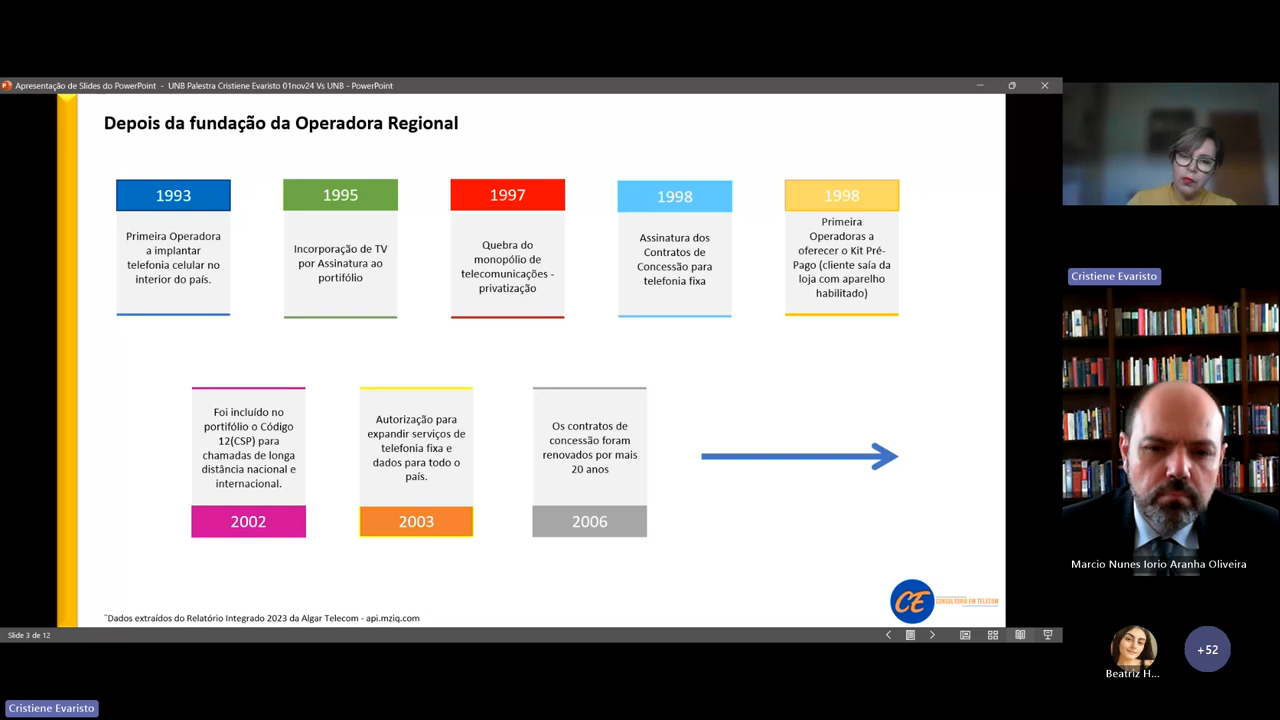 Apresentação de Slides do PowerPoint - UNB Palestra Cristiene Evaristo 01nov24 Vs UNB - PowerPoint
Depois da fundação da Operadora Regional
1993
Primeira Operadora
a implantar
telefonia celular no
interior do país.
1995
Incorporação de TV
por Assinatura ao
portifólio
1997
Quebra do
monopólio de
telecomunicações -
privatização
1998
Assinatura dos
Contratos de
Concessão para
telefonia fixa
1998
Primeira
Operadoras a
oferecer o Kit Pré-
Pago (cliente saía da
loja com aparelho
habilitado)
Foi incluído no
portifólio o Código
12(CSP) para
chamadas de longa
distância nacional e
internacional.
2002
Autorização para
expandir serviços de
telefonia fixa e
dados para todo o
país.
2003
Os contratos de
concessão foram
renovados por mais
20 anos
2006
CE
CONSULTORIA EM TELECOM
¨Dados extraídos do Relatório Integrado 2023 da Algar Telecom - api.mziq.com
Slide 3 de 12
Cristiene Evaristo
Marcio Nunes Iorio Aranha Oliveira
Beatriz H...
+52
Cristiene Evaristo